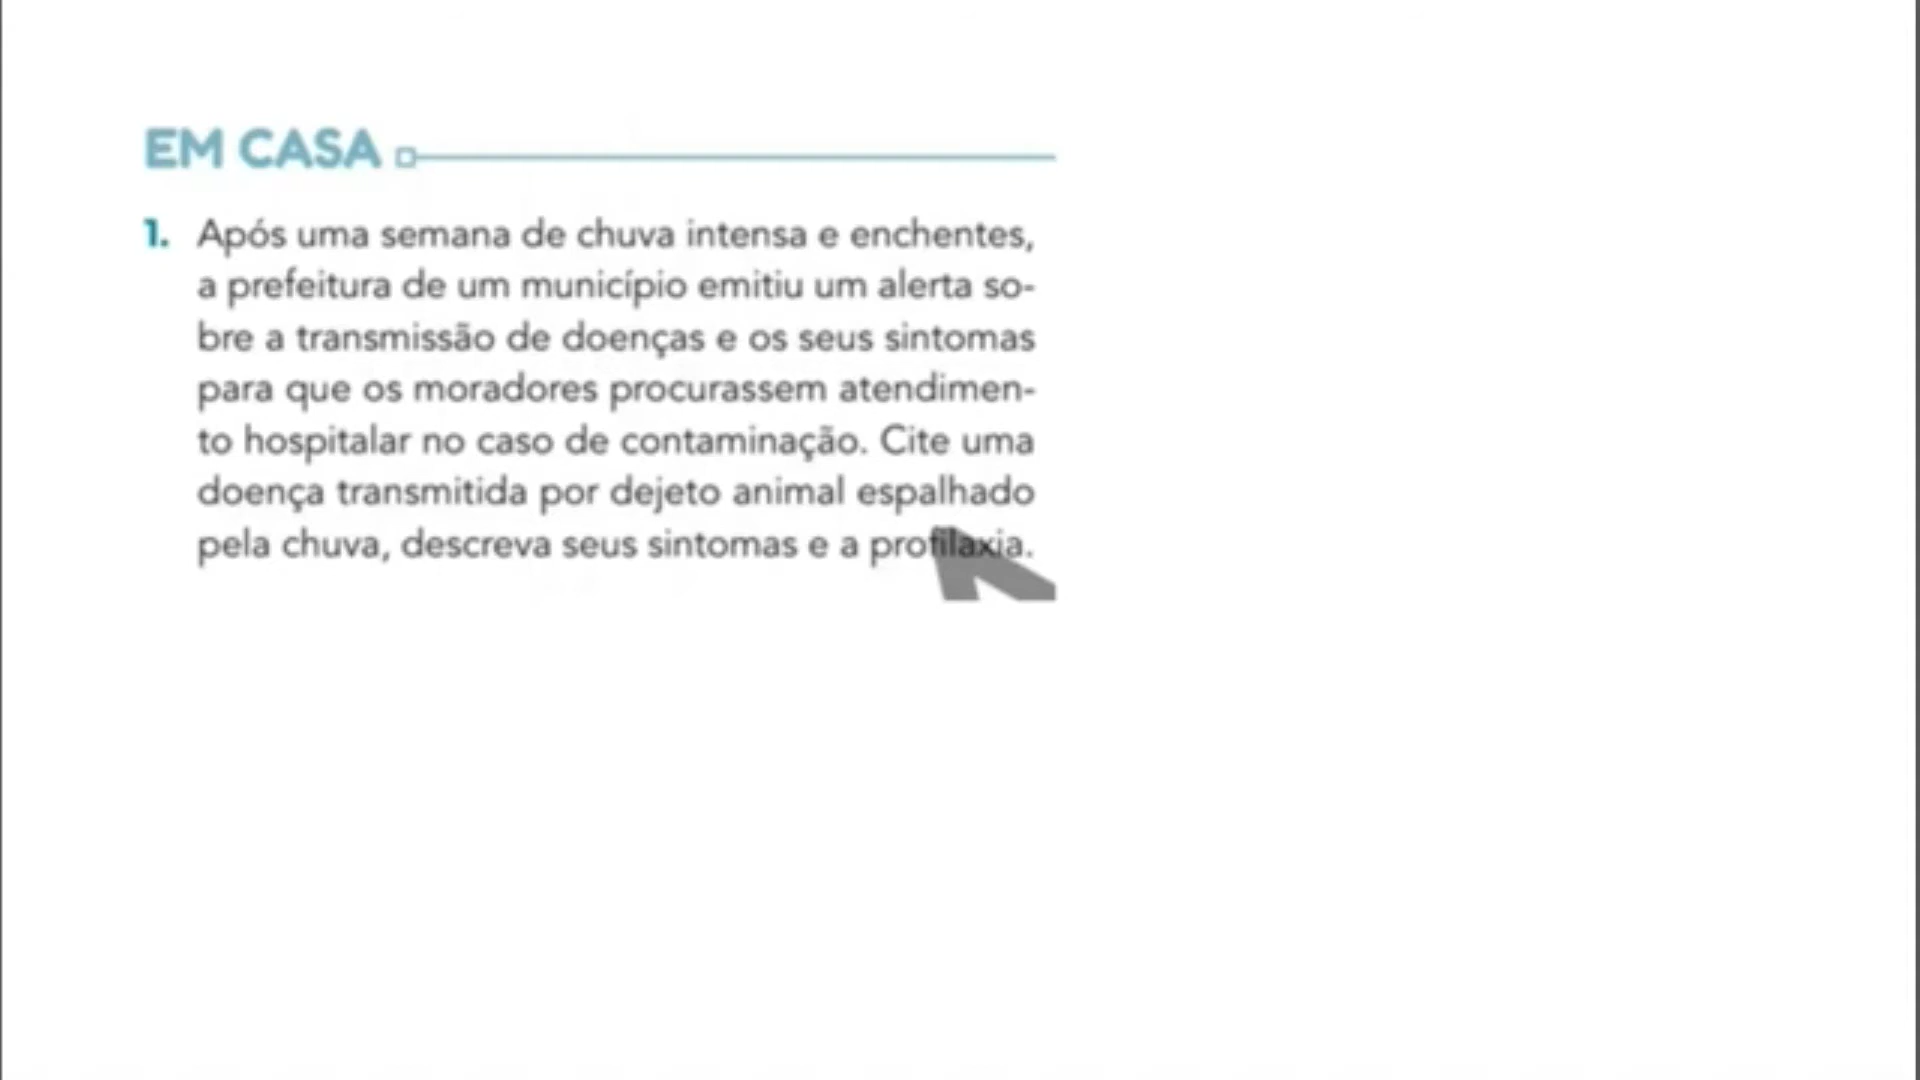 EM CASA
1. Após uma semana de chuva intensa e enchentes,
a prefeitura de um município emitiu um alerta so-
bre a transmissão de doenças e os seus sintomas
para que os moradores procurassem atendimen-
to hospitalar no caso de contaminação. Cite uma
doença transmitida por dejeto animal espalhado
pela chuva, descreva seus sintomas e a profilaxia.